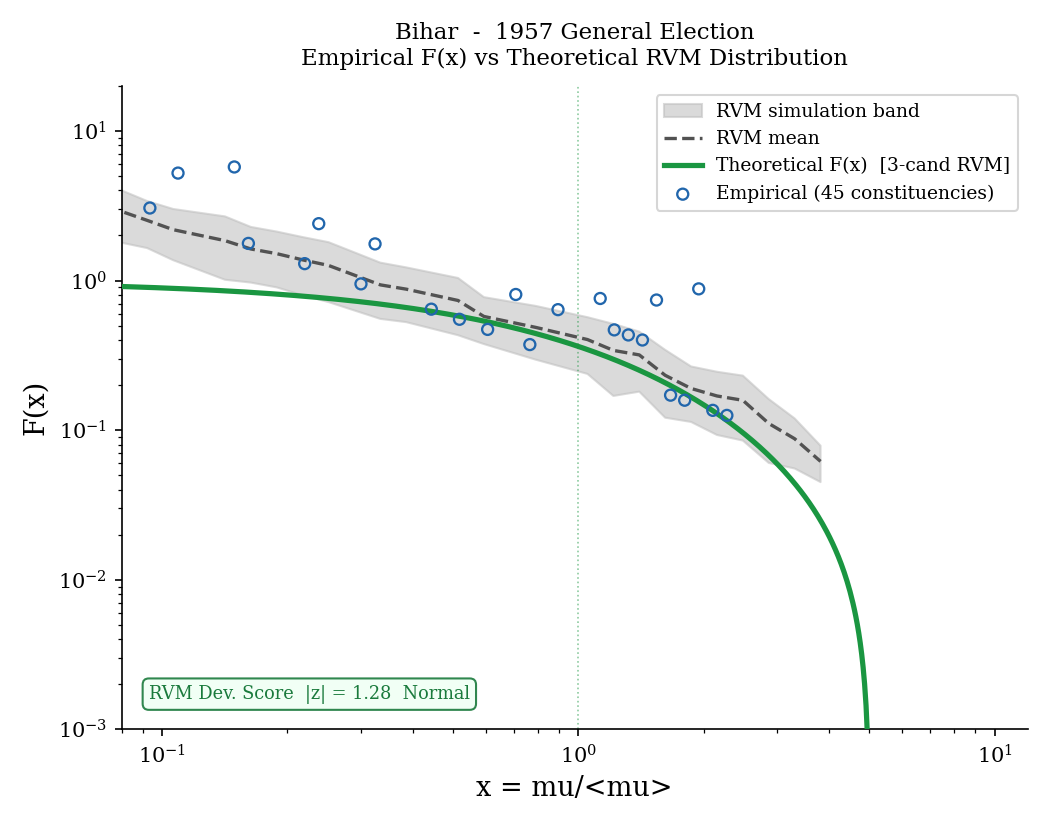 Bihar  -  1957 General Election
Empirical F(x) vs Theoretical RVM Distribution
RVM simulation band
RVM mean
Theoretical F(x)  [3-cand RVM]
Empirical (45 constituencies)
F(x)
10¹
10⁰
10⁻¹
10⁻²
10⁻³
RVM Dev. Score  |z| = 1.28  Normal
10⁻¹
10⁰
10¹
x = mu/<mu>